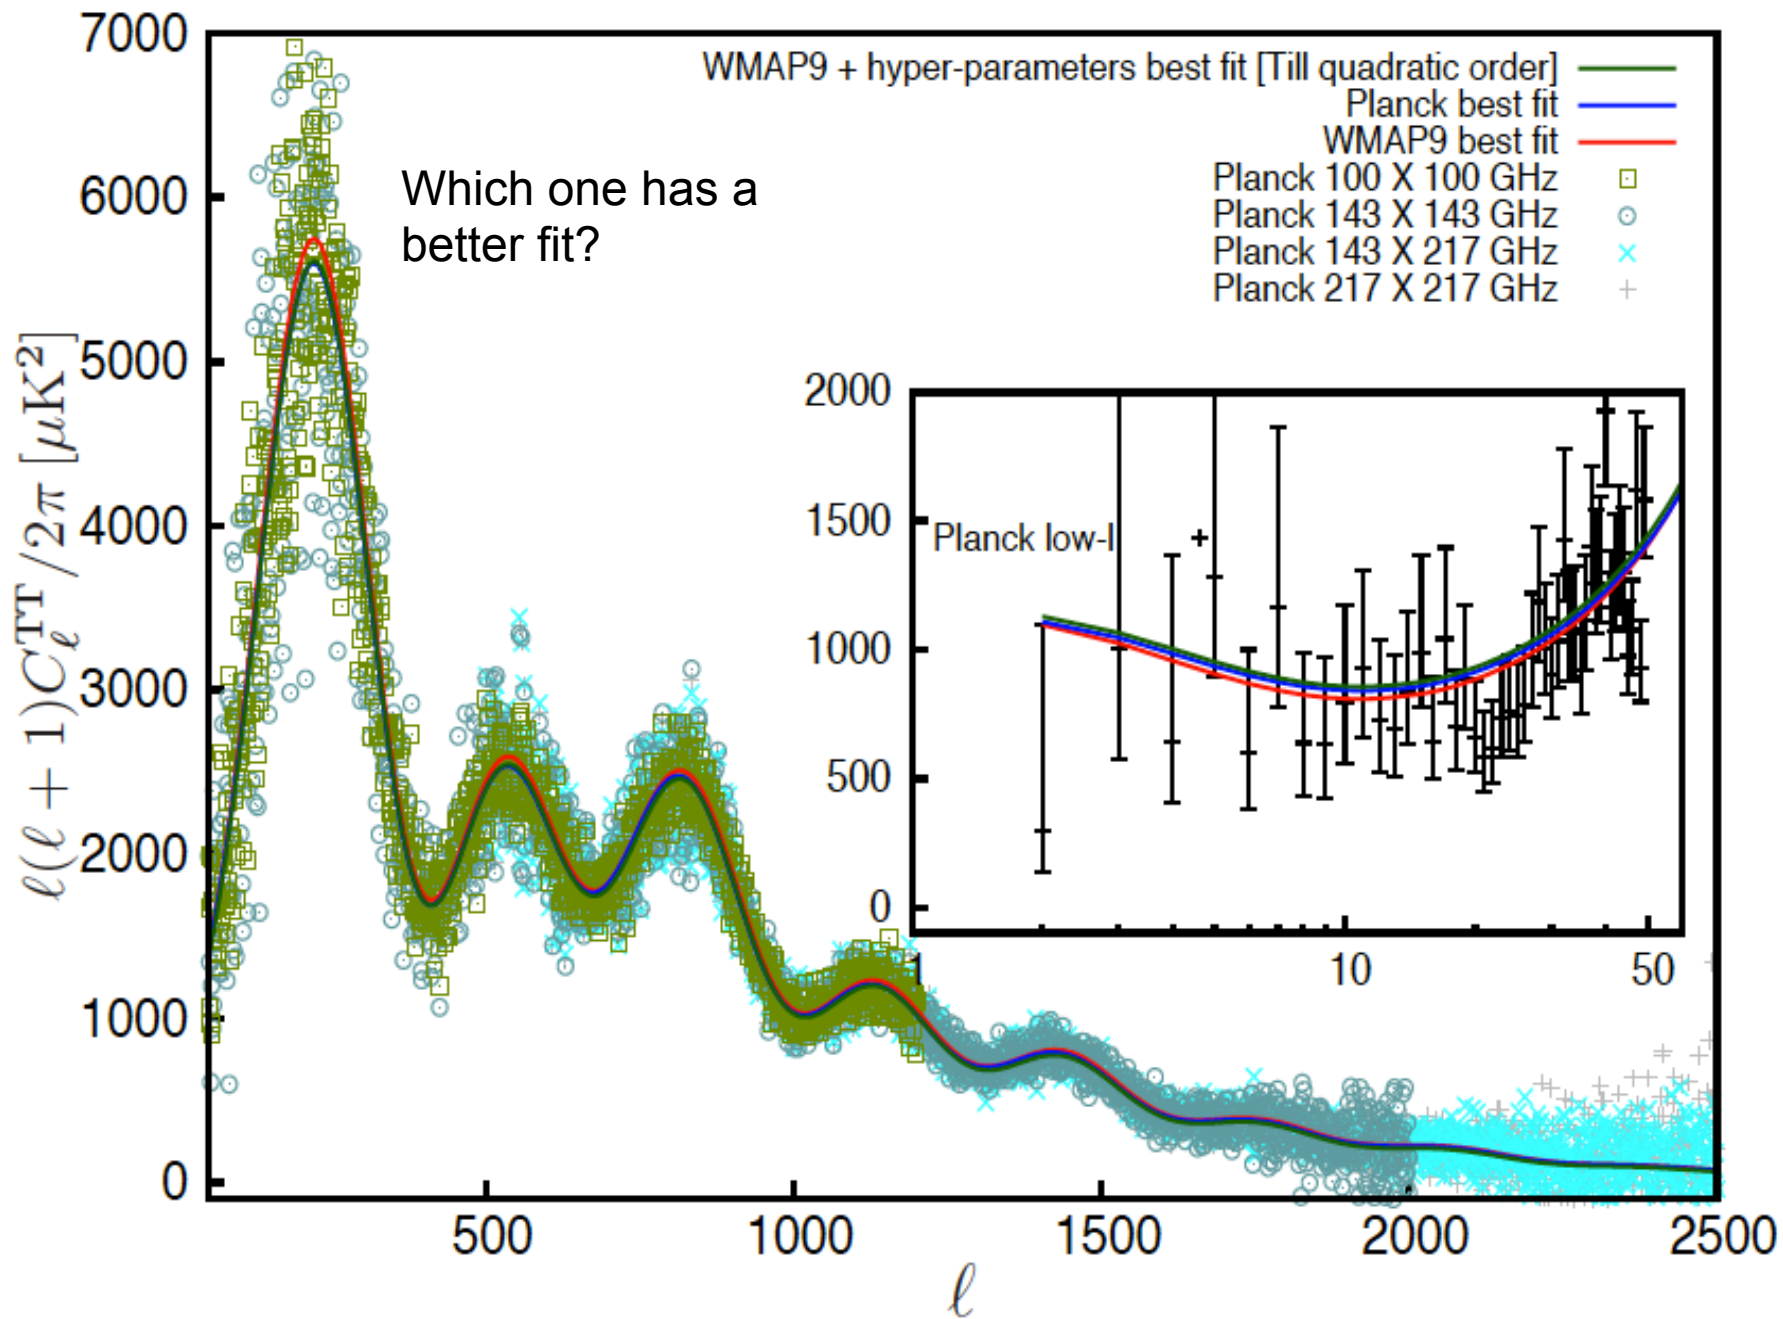 7000
6000
5000
4000
3000
2000
1000
0
ℓ(ℓ + 1)C_ℓ^TT/2π [μK²]
WMAP9 + hyper-parameters best fit [Till quadratic order]
Planck best fit
WMAP9 best fit
Planck 100 X 100 GHz
Planck 143 X 143 GHz
Planck 143 X 217 GHz
Planck 217 X 217 GHz
Which one has a
better fit?
2000
1500
1000
500
0
Planck low-l
1 10 50
500 1000 1500 2000 2500
ℓ